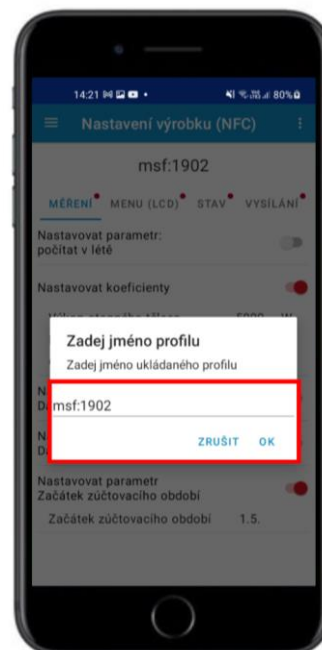 14:21
80%
Nastavení výrobku (NFC)
msf:1902
MĚŘENÍ MENU (LCD) STAV VYSÍLÁNÍ
Nastavovat parametr:
počítat v létě
Nastavovat koeficienty
Zadej jméno profilu
Zadej jméno ukládaného profilu
msf:1902
ZRUŠIT OK
Nastavovat parametr
Začátek zúčtovacího období
Začátek zúčtovacího období 1.5.